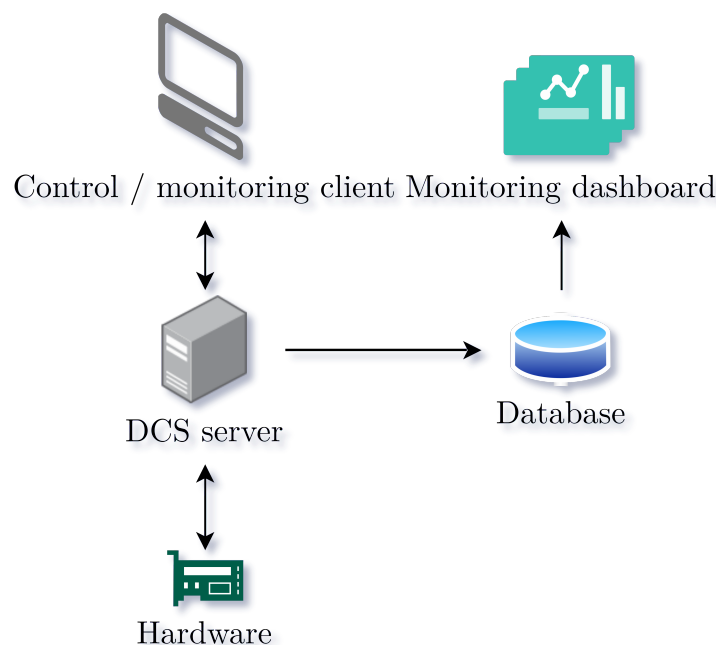 Control / monitoring client
Monitoring dashboard
DCS server
Database
Hardware